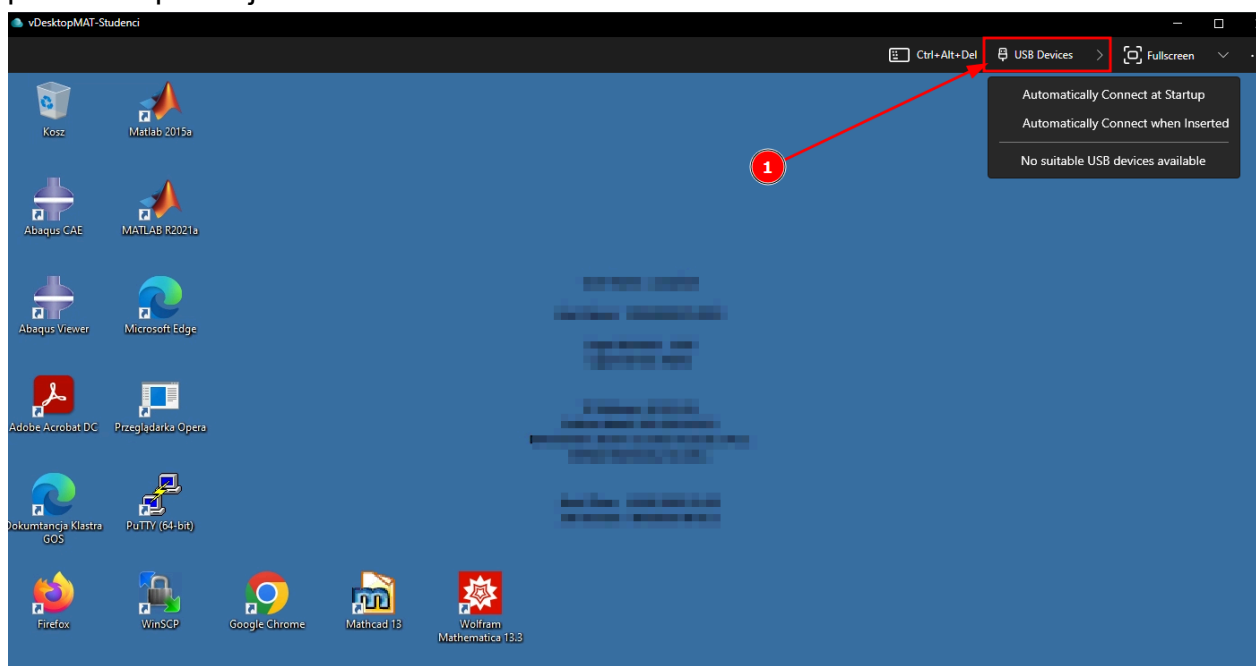 vDesktopMAT-Studenci
Ctrl+Alt+Del
USB Devices
Fullscreen
Automatically Connect at Startup
Automatically Connect when Inserted
No suitable USB devices available
1
Kosz
Matlab 2015a
Abaqus CAE
MATLAB R2021a
Abaqus Viewer
Microsoft Edge
Adobe Acrobat DC
Przeglądarka Opera
Dokumtancja Klastra
GOS
PuTTY (64-bit)
Firefox
WinSCP
Google Chrome
Mathcad 13
Wolfram
Mathematica 13.3